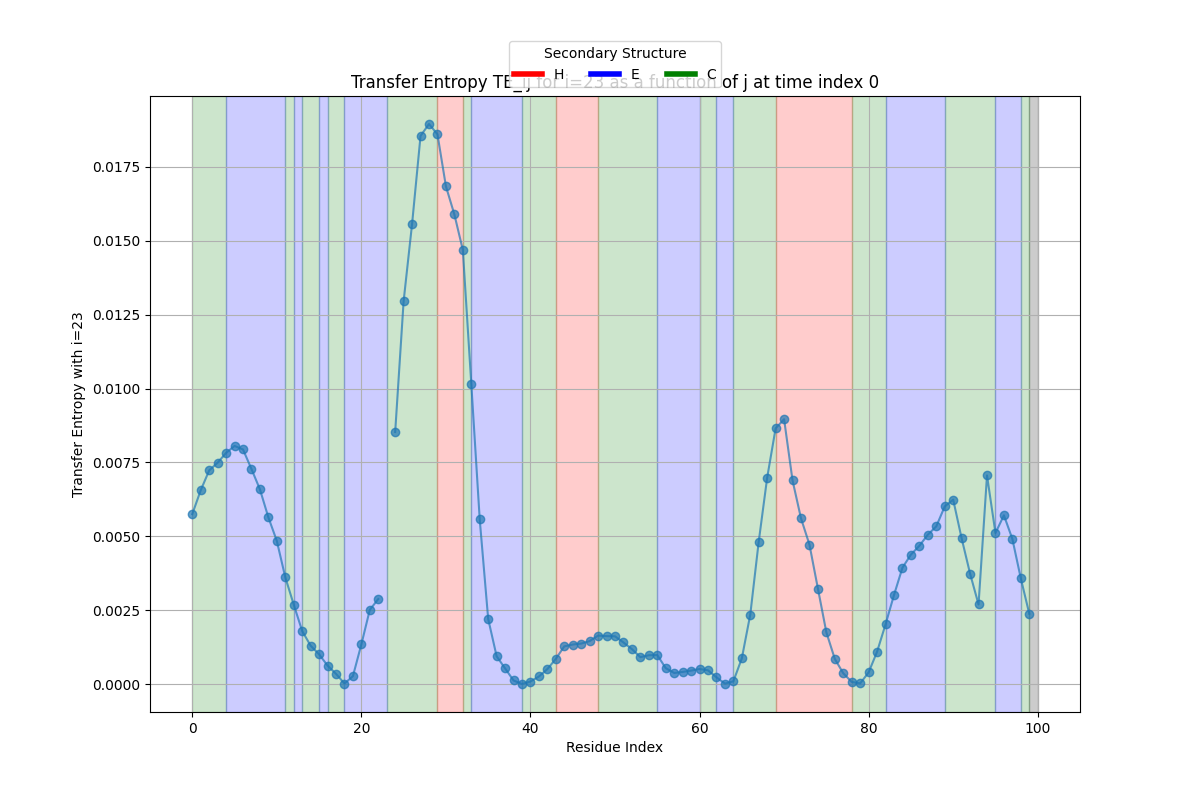 Secondary Structure
H E C
Transfer Entropy TE_ij for i=23 as a function of j at time index 0
Transfer Entropy with i=23
0.0175
0.0150
0.0125
0.0100
0.0075
0.0050
0.0025
0.0000
0 20 40 60 80 100
Residue Index